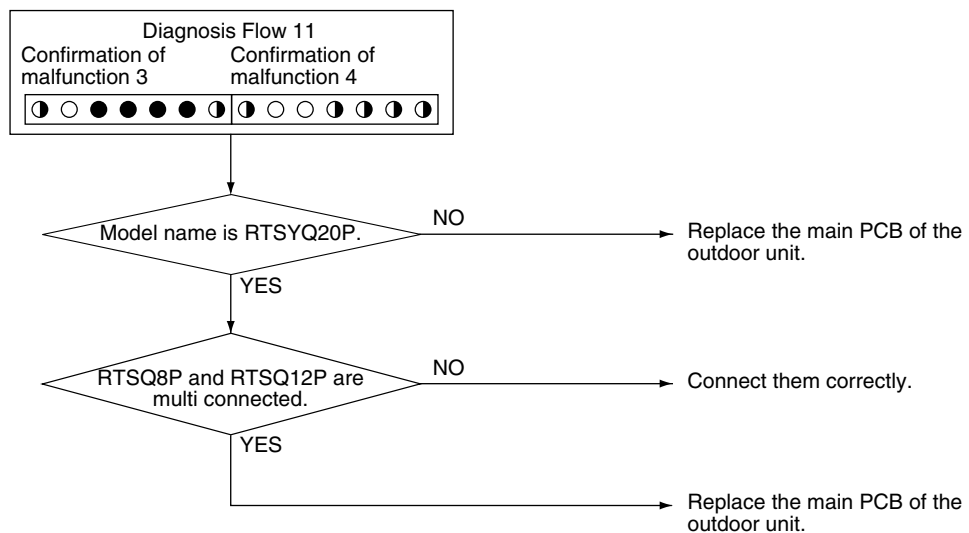 Diagnosis Flow 11
Confirmation of malfunction 3
Confirmation of malfunction 4
Model name is RTSYQ20P.
NO
Replace the main PCB of the
outdoor unit.
YES
RTSQ8P and RTSQ12P are
multi connected.
NO
Connect them correctly.
YES
Replace the main PCB of the
outdoor unit.